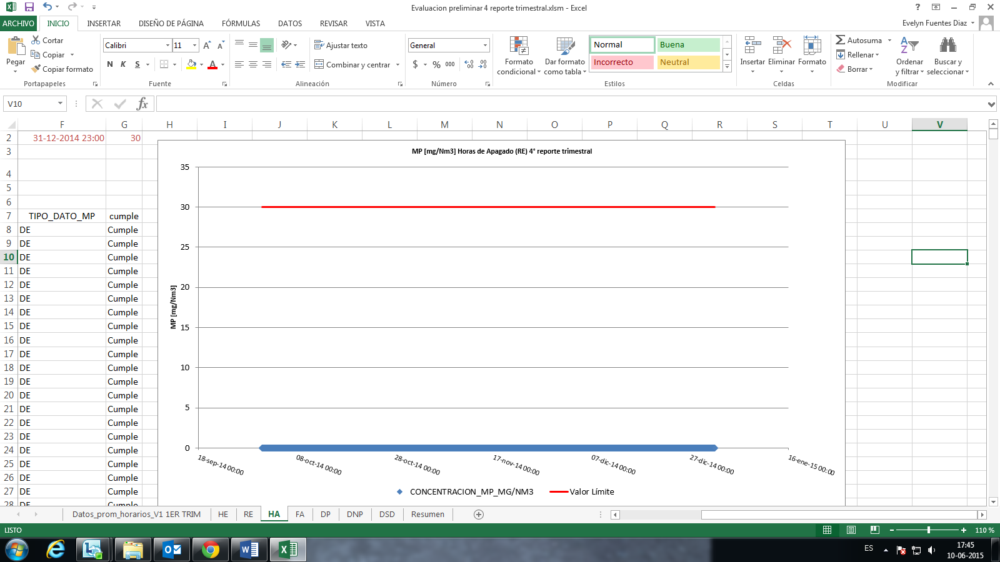 Evaluacion preliminar 4 reporte trimestral.xlsm - Excel
ARCHIVO INICIO INSERTAR DISEÑO DE PÁGINA FÓRMULAS DATOS REVISAR VISTA Evelyn Fuentes Diaz
Pegar
Cortar
Copiar
Copiar formato
Portapapeles
Calibri 11
N K S
Fuente
Ajustar texto
Combinar y centrar
Alineación
General
$ % 000
Número
Formato condicional
Dar formato como tabla
Normal Buena
Incorrecto Neutral
Estilos
Insertar Eliminar Formato
Celdas
Autosuma
Rellenar
Borrar
Ordenar y filtrar
Buscar y seleccionar
Modificar
V10
fx
F G H I J K L M N O P Q R S T U V
2 31-12-2014 23:00 30
3
4
5
6
7 TIPO_DATO_MP cumple
8 DE Cumple
9 DE Cumple
10 DE Cumple
11 DE Cumple
12 DE Cumple
13 DE Cumple
14 DE Cumple
15 DE Cumple
16 DE Cumple
17 DE Cumple
18 DE Cumple
19 DE Cumple
20 DE Cumple
21 DE Cumple
22 DE Cumple
23 DE Cumple
24 DE Cumple
25 DE Cumple
26 DE Cumple
27 DE Cumple
28 DE Cumple
MP [mg/Nm3] Horas de Apagado (RE) 4° reporte trimestral
MP [mg/Nm3]
35
30
25
20
15
10
5
0
18-sep-14 00:00 08-oct-14 00:00 28-oct-14 00:00 17-nov-14 00:00 07-dic-14 00:00 27-dic-14 00:00 16-ene-15 00:00
CONCENTRACION_MP_MG/NM3 Valor Límite
Datos_prom_horarios_V1 1ER TRIM HE RE HA FA DP DNP DSD Resumen
LISTO 110 %
ES 17:45
10-06-2015